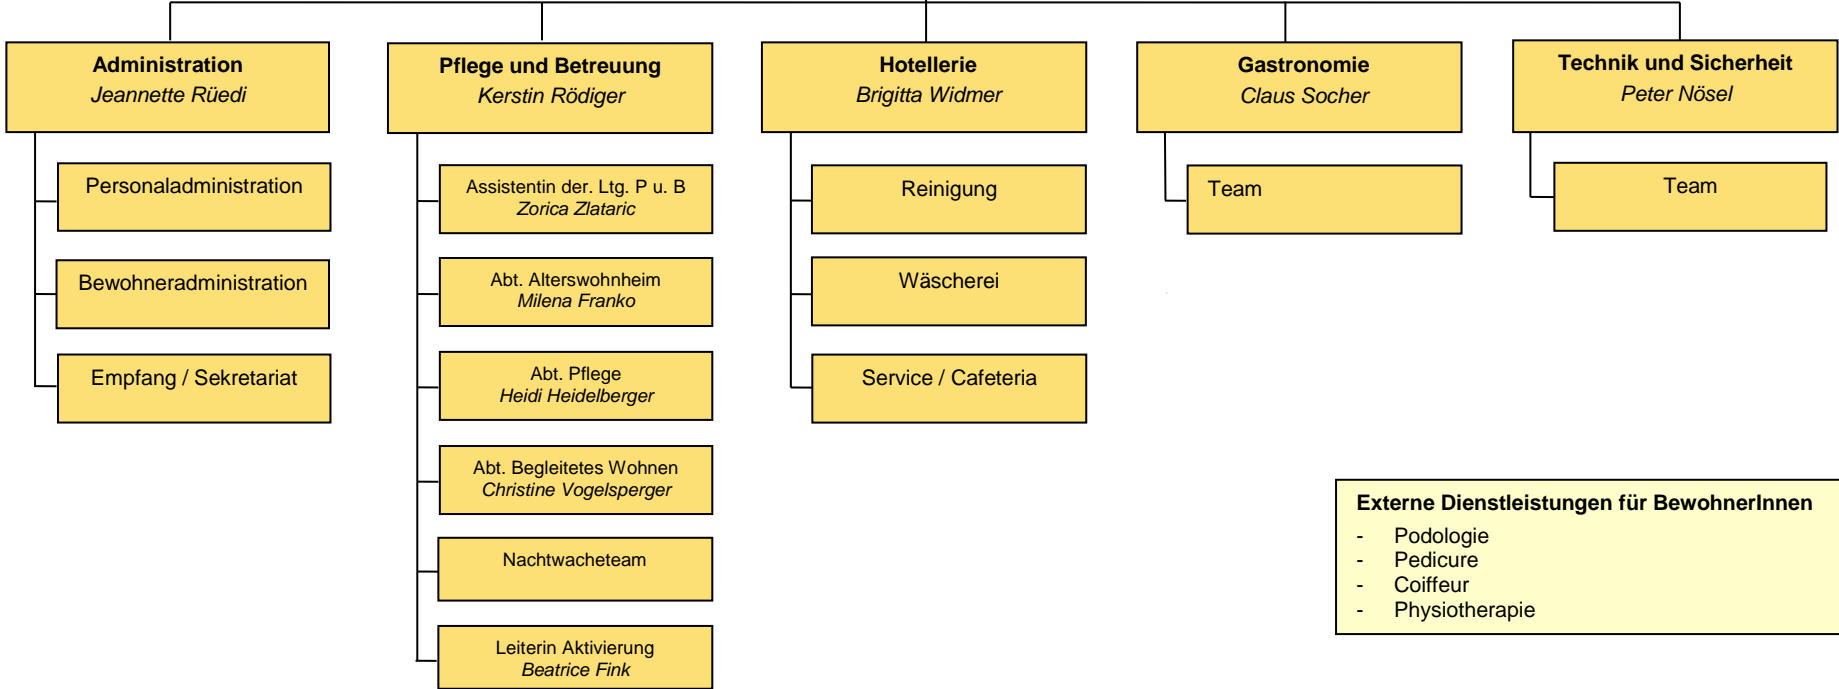 Administration
Jeannette Rüedi
Personaladministration
Bewohneradministration
Empfang / Sekretariat
Pflege und Betreuung
Kerstin Rödiger
Assistentin der. Ltg. P u. B
Zorica Zlataric
Abt. Alterswohnheim
Milena Franko
Abt. Pflege
Heidi Heidelberger
Abt. Begleitetes Wohnen
Christine Vogelsperger
Nachtwacheteam
Leiterin Aktivierung
Beatrice Fink
Hotellerie
Brigitta Widmer
Reinigung
Wäscherei
Service / Cafeteria
Gastronomie
Claus Socher
Team
Technik und Sicherheit
Peter Nösel
Team
Externe Dienstleistungen für BewohnerInnen
- Podologie
- Pedicure
- Coiffeur
- Physiotherapie